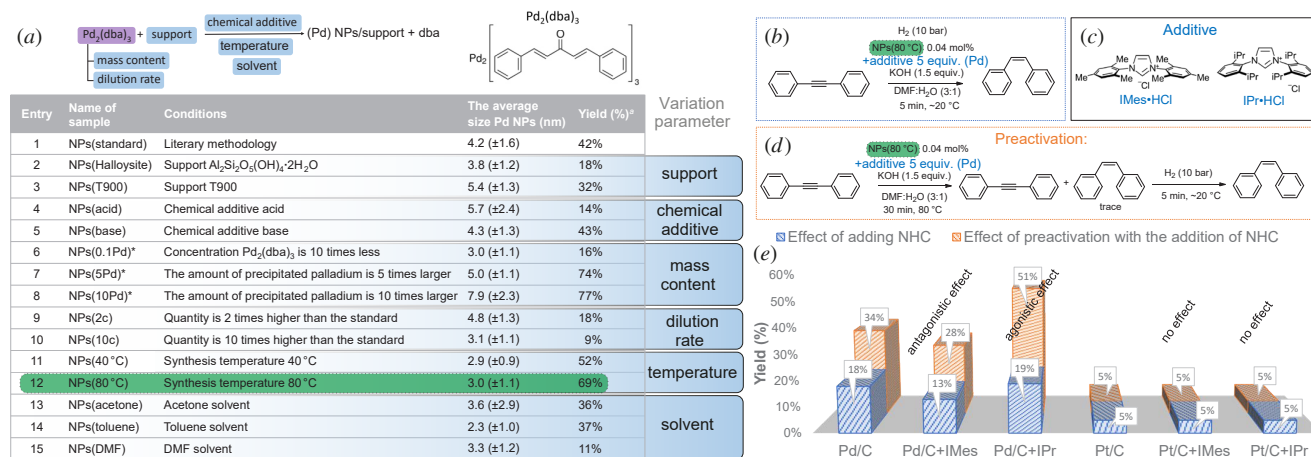 (a)
Pd2(dba)3 + support
mass content
dilution rate
chemical additive
temperature
solvent
(Pd) NPs/support + dba
Pd2(dba)3
Pd2
O
3
Entry Name of sample Conditions The average size Pd NPs (nm) Yield (%)a
Variation parameter
1 NPs(standard) Literary methodology 4.2 (±1.6) 42%
2 NPs(Halloysite) Support Al2Si2O5(OH)4·2H2O 3.8 (±1.2) 18%
3 NPs(T900) Support T900 5.4 (±1.3) 32%
support
4 NPs(acid) Chemical additive acid 5.7 (±2.4) 14%
5 NPs(base) Chemical additive base 4.3 (±1.3) 43%
chemical additive
6 NPs(0.1Pd)* Concentration Pd2(dba)3 is 10 times less 3.0 (±1.1) 16%
7 NPs(5Pd)* The amount of precipitated palladium is 5 times larger 5.0 (±1.1) 74%
8 NPs(10Pd)* The amount of precipitated palladium is 10 times larger 7.9 (±2.3) 77%
mass content
9 NPs(2c) Quantity is 2 times higher than the standard 4.8 (±1.3) 18%
10 NPs(10c) Quantity is 10 times higher than the standard 3.1 (±1.1) 9%
dilution rate
11 NPs(40 °C) Synthesis temperature 40 °C 2.9 (±0.9) 52%
12 NPs(80 °C) Synthesis temperature 80 °C 3.0 (±1.1) 69%
temperature
13 NPs(acetone) Acetone solvent 3.6 (±2.9) 36%
14 NPs(toluene) Toluene solvent 2.3 (±1.0) 37%
15 NPs(DMF) DMF solvent 3.3 (±1.2) 11%
solvent
(b)
H2 (10 bar)
NPs(80 °C) 0.04 mol%
+additive 5 equiv. (Pd)
KOH (1.5 equiv.)
DMF:H2O (3:1)
5 min, ~20 °C
(c)
Additive
Me Me
N N+
Me Me
Me Me
−Cl
IMes•HCl
iPr iPr
N N+
iPr iPr
−Cl
IPr•HCl
(d)
Preactivation:
NPs(80 °C) 0.04 mol%
+additive 5 equiv. (Pd)
KOH (1.5 equiv.)
DMF:H2O (3:1)
30 min, 80 °C
+
trace
H2 (10 bar)
5 min, ~20 °C
Effect of adding NHC
Effect of preactivation with the addition of NHC
(e)
Yield (%)
60%
50%
40%
30%
20%
10%
0%
34%
18%
antagonistic effect
28%
13%
agonistic effect
51%
19%
5%
5%
no effect
5%
5%
no effect
5%
5%
Pd/C Pd/C+IMes Pd/C+IPr Pt/C Pt/C+IMes Pt/C+IPr